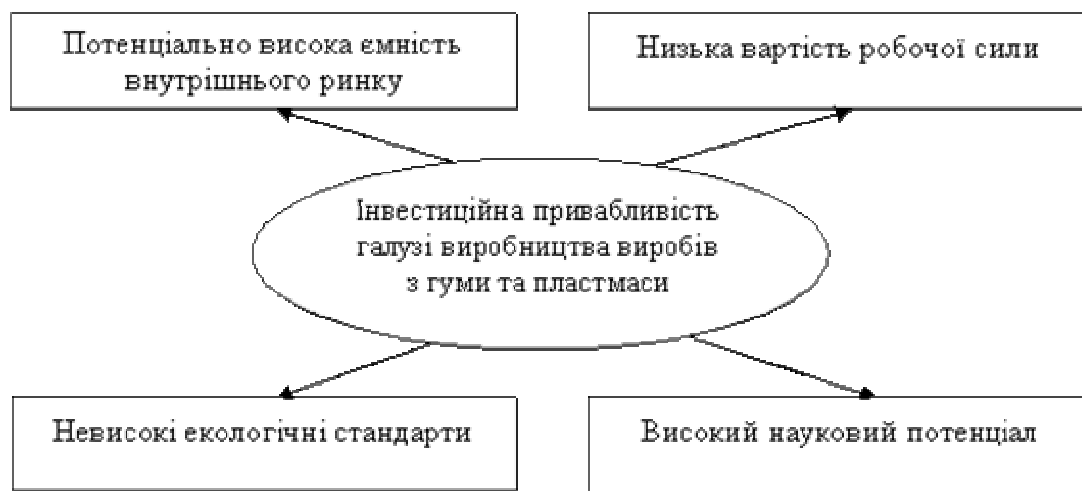 Потенціально висока ємність
внутрішнього ринку
Низька вартість робочої сили
Інвестиційна привабливість
галузі виробництва виробів
з гуми та пластмаси
Невисокі екологічні стандарти
Високий науковий потенціал